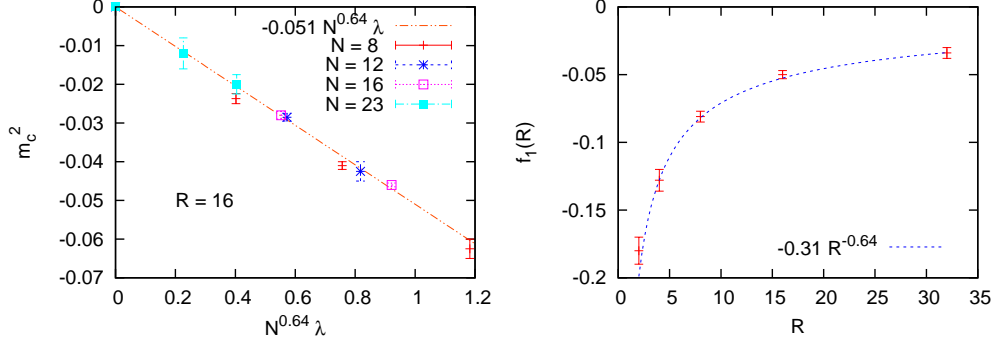 0
-0.01
-0.02
-0.03
-0.04
-0.05
-0.06
-0.07
0 0.2 0.4 0.6 0.8 1 1.2
m_c^2
N^0.64 λ
R = 16
-0.051 N^0.64 λ
N = 8
N = 12
N = 16
N = 23
0
-0.05
-0.1
-0.15
-0.2
0 5 10 15 20 25 30 35
f_1(R)
R
-0.31 R^-0.64